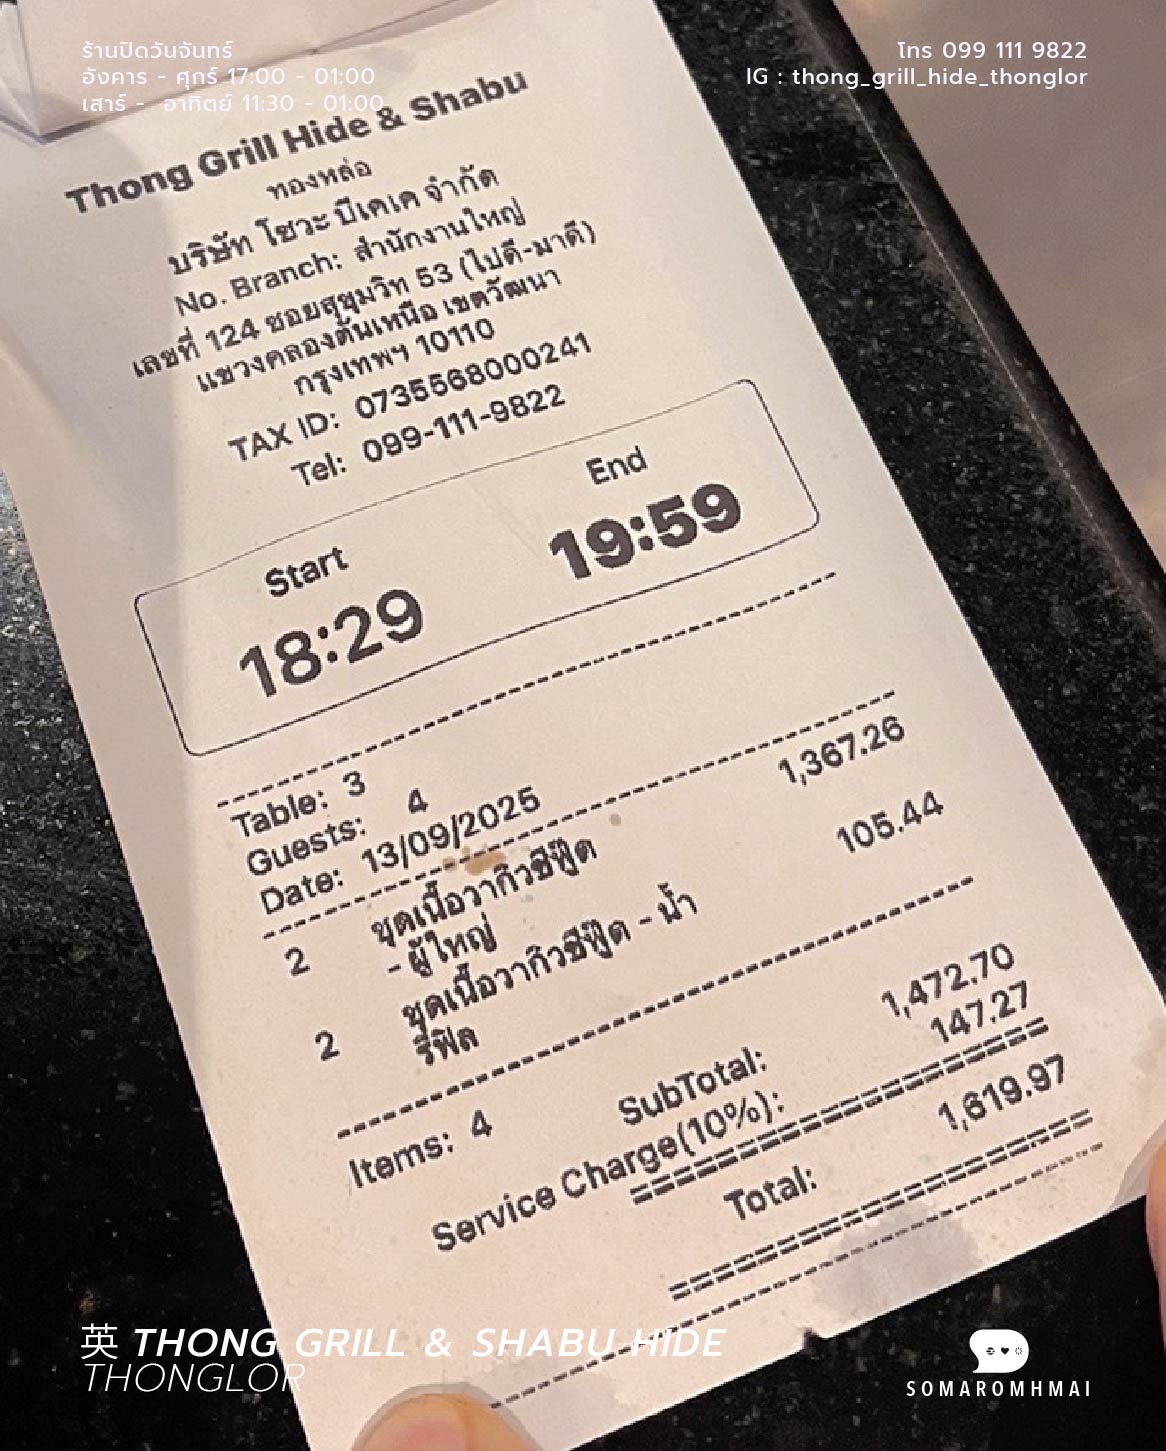 ร้านปิดวันจันทร์
อังคาร - ศุกร์ 17:00 - 01:00
เสาร์ - อาทิตย์ 11:30 - 01:00
โทร 099 111 9822
IG : thong_grill_hide_thonglor
Thong Grill Hide & Shabu
ทองหล่อ
บริษัท โชวะ บีเคเค จำกัด
No. Branch: สำนักงานใหญ่
เลขที่ 124 ซอยสุขุมวิท 53 (ไปดี-มาดี)
แขวงคลองตันเหนือ เขตวัฒนา
กรุงเทพฯ 10110
TAX ID: 0735568000241
Tel: 099-111-9822
Start End
18:29 19:59
Table: 3
Guests: 4
Date: 13/09/2025
2 ชุดเนื้อวากิวซีฟู๊ด 1,367.26
- ผู้ใหญ่
2 ชุดเนื้อวากิวซีฟู๊ด - น้ำ 105.44
รีฟิล
Items: 4 SubTotal: 1,472.70
Service Charge(10%): 147.27
Total: 1,619.97
英 THONG GRILL & SHABU HIDE
THONGLOR
SOMAROMHMAI